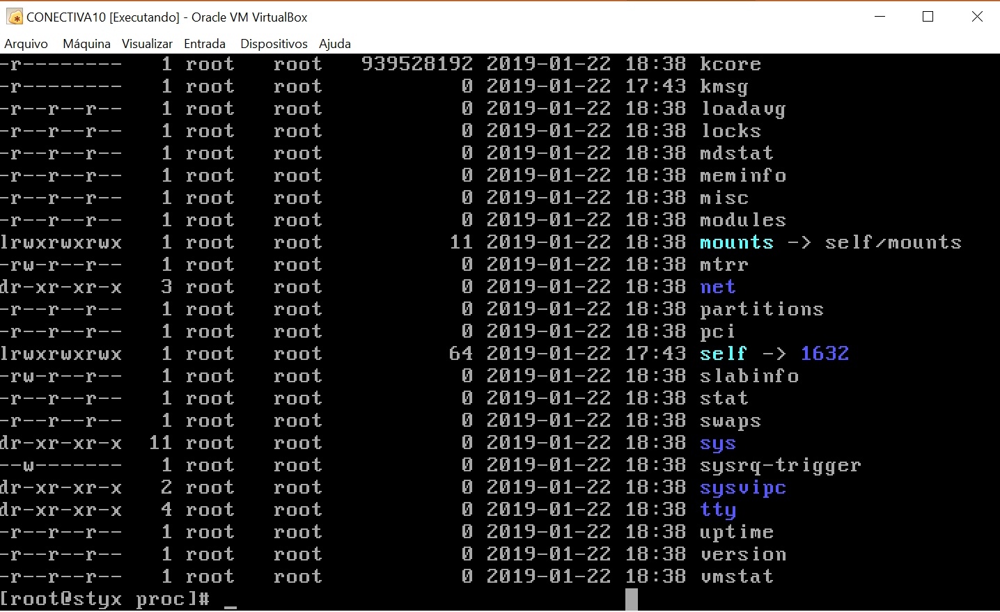 CONECTIVA10 [Executando] - Oracle VM VirtualBox
Arquivo Máquina Visualizar Entrada Dispositivos Ajuda
-r-------- 1 root root 939528192 2019-01-22 18:38 kcore
-r-------- 1 root root 0 2019-01-22 17:43 kmsg
-r--r--r-- 1 root root 0 2019-01-22 18:38 loadavg
-r--r--r-- 1 root root 0 2019-01-22 18:38 locks
-r--r--r-- 1 root root 0 2019-01-22 18:38 mdstat
-r--r--r-- 1 root root 0 2019-01-22 18:38 meminfo
-r--r--r-- 1 root root 0 2019-01-22 18:38 misc
-r--r--r-- 1 root root 0 2019-01-22 18:38 modules
lrwxrwxrwx 1 root root 11 2019-01-22 18:38 mounts -> self/mounts
-rw-r--r-- 1 root root 0 2019-01-22 18:38 mtrr
dr-xr-xr-x 3 root root 0 2019-01-22 18:38 net
-r--r--r-- 1 root root 0 2019-01-22 18:38 partitions
-r--r--r-- 1 root root 0 2019-01-22 18:38 pci
lrwxrwxrwx 1 root root 64 2019-01-22 17:43 self -> 1632
-rw-r--r-- 1 root root 0 2019-01-22 18:38 slabinfo
-r--r--r-- 1 root root 0 2019-01-22 18:38 stat
-r--r--r-- 1 root root 0 2019-01-22 18:38 swaps
dr-xr-xr-x 11 root root 0 2019-01-22 18:38 sys
--w------- 1 root root 0 2019-01-22 18:38 sysrq-trigger
dr-xr-xr-x 2 root root 0 2019-01-22 18:38 sysvipc
dr-xr-xr-x 4 root root 0 2019-01-22 18:38 tty
-r--r--r-- 1 root root 0 2019-01-22 18:38 uptime
-r--r--r-- 1 root root 0 2019-01-22 18:38 version
-r--r--r-- 1 root root 0 2019-01-22 18:38 vmstat
[root@styx proc]# _